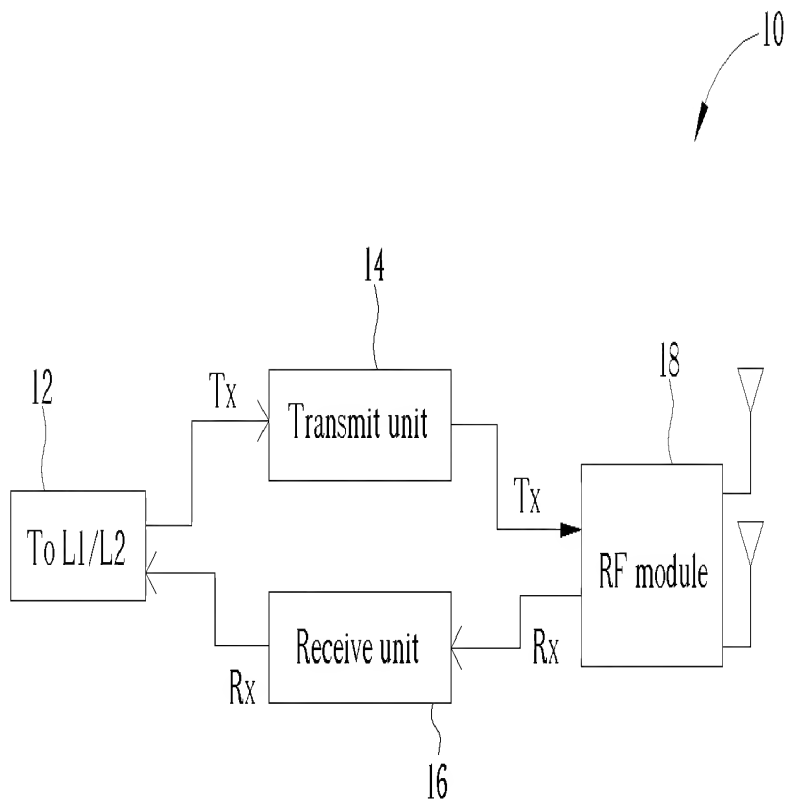 10
14
18
12
Tx
Transmit unit
Tx
To L1/L2
RF module
Receive unit
Rx
Rx
16